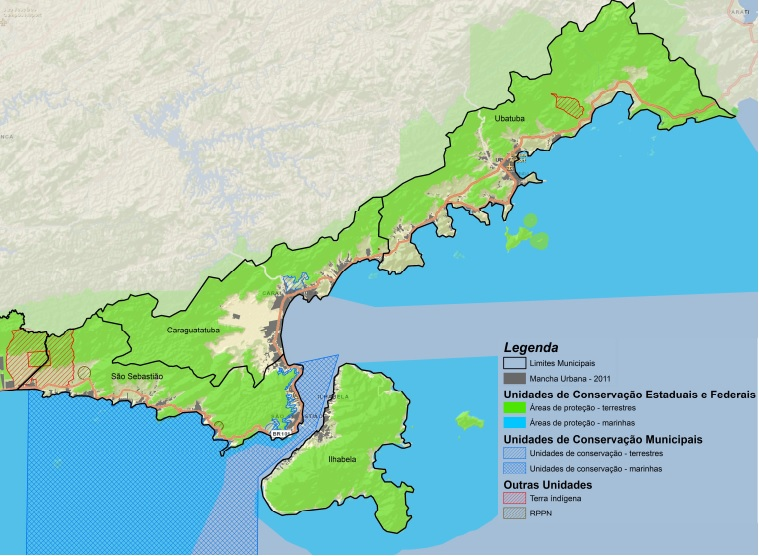 Ubatuba
Caraguatatuba
São Sebastião
BR101
ILHABELA
Ilhabela
Legenda
Limites Municipais
Mancha Urbana - 2011
Unidades de Conservação Estaduais e Federais
Áreas de proteção - terrestres
Áreas de proteção - marinhas
Unidades de Conservação Municipais
Unidades de conservação - terrestres
Unidades de conservação - marinhas
Outras Unidades
Terra indígena
RPPN